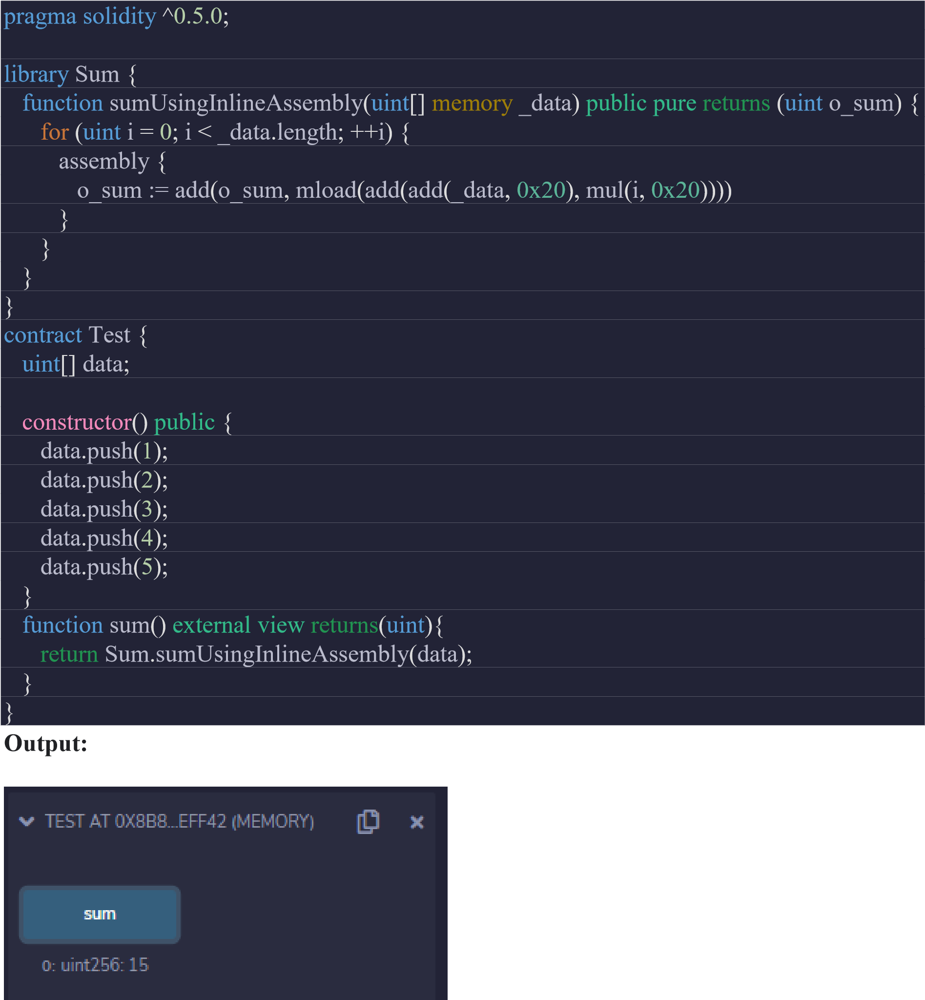 pragma solidity ^0.5.0;
library Sum {
function sumUsingInlineAssembly(uint[] memory _data) public pure returns (uint o_sum) {
for (uint i = 0; i < _data.length; ++i) {
assembly {
o_sum := add(o_sum, mload(add(add(_data, 0x20), mul(i, 0x20))))
}
}
}
}
contract Test {
uint[] data;
constructor() public {
data.push(1);
data.push(2);
data.push(3);
data.push(4);
data.push(5);
}
function sum() external view returns(uint){
return Sum.sumUsingInlineAssembly(data);
}
}
Output:
TEST AT 0X8B8...EFF42 (MEMORY)
sum
0: uint256: 15